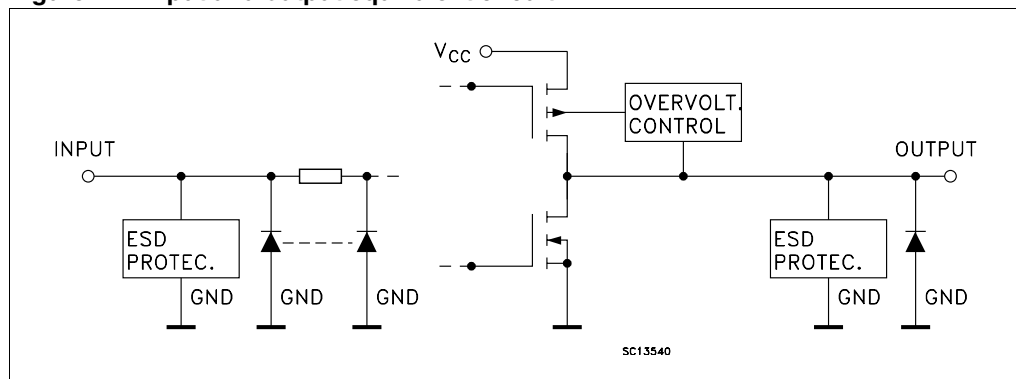 V_CC
OVERVOLT.
CONTROL
INPUT
OUTPUT
ESD
PROTEC.
GND
GND
GND
ESD
PROTEC.
GND
GND
SC13540